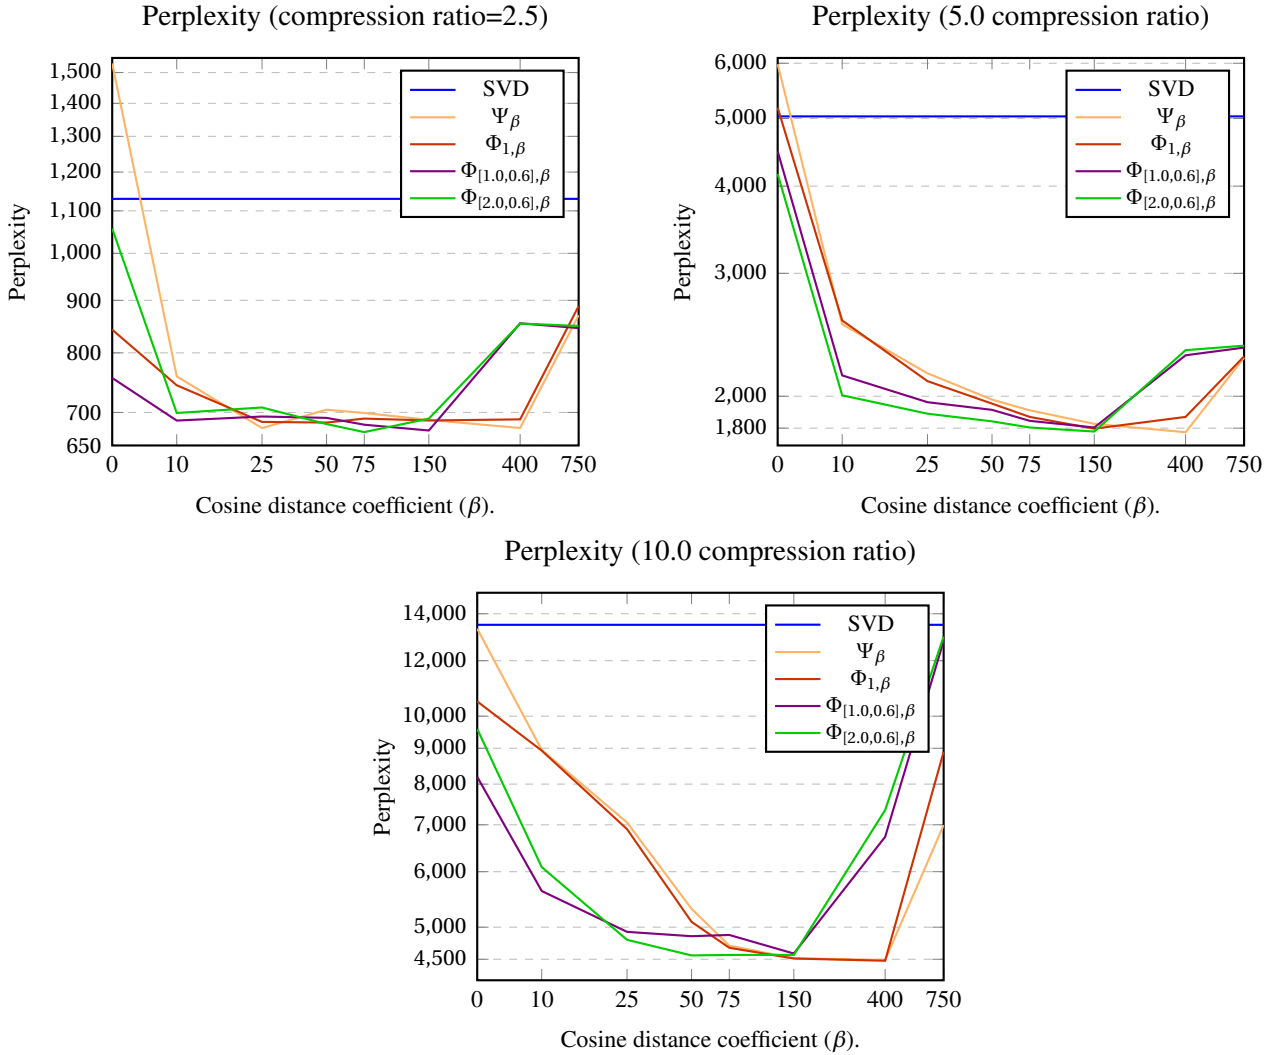 Perplexity (compression ratio=2.5)
1,500
1,400
1,300
1,200
1,100
1,000
900
800
700
650
Perplexity
SVD
Ψβ
Φ1,β
Φ[1.0,0.6],β
Φ[2.0,0.6],β
0 10 25 50 75 150 400 750
Cosine distance coefficient (β).
Perplexity (5.0 compression ratio)
6,000
5,000
4,000
3,000
2,000
1,800
Perplexity
SVD
Ψβ
Φ1,β
Φ[1.0,0.6],β
Φ[2.0,0.6],β
0 10 25 50 75 150 400 750
Cosine distance coefficient (β).
Perplexity (10.0 compression ratio)
14,000
12,000
10,000
9,000
8,000
7,000
6,000
5,000
4,500
Perplexity
SVD
Ψβ
Φ1,β
Φ[1.0,0.6],β
Φ[2.0,0.6],β
0 10 25 50 75 150 400 750
Cosine distance coefficient (β).